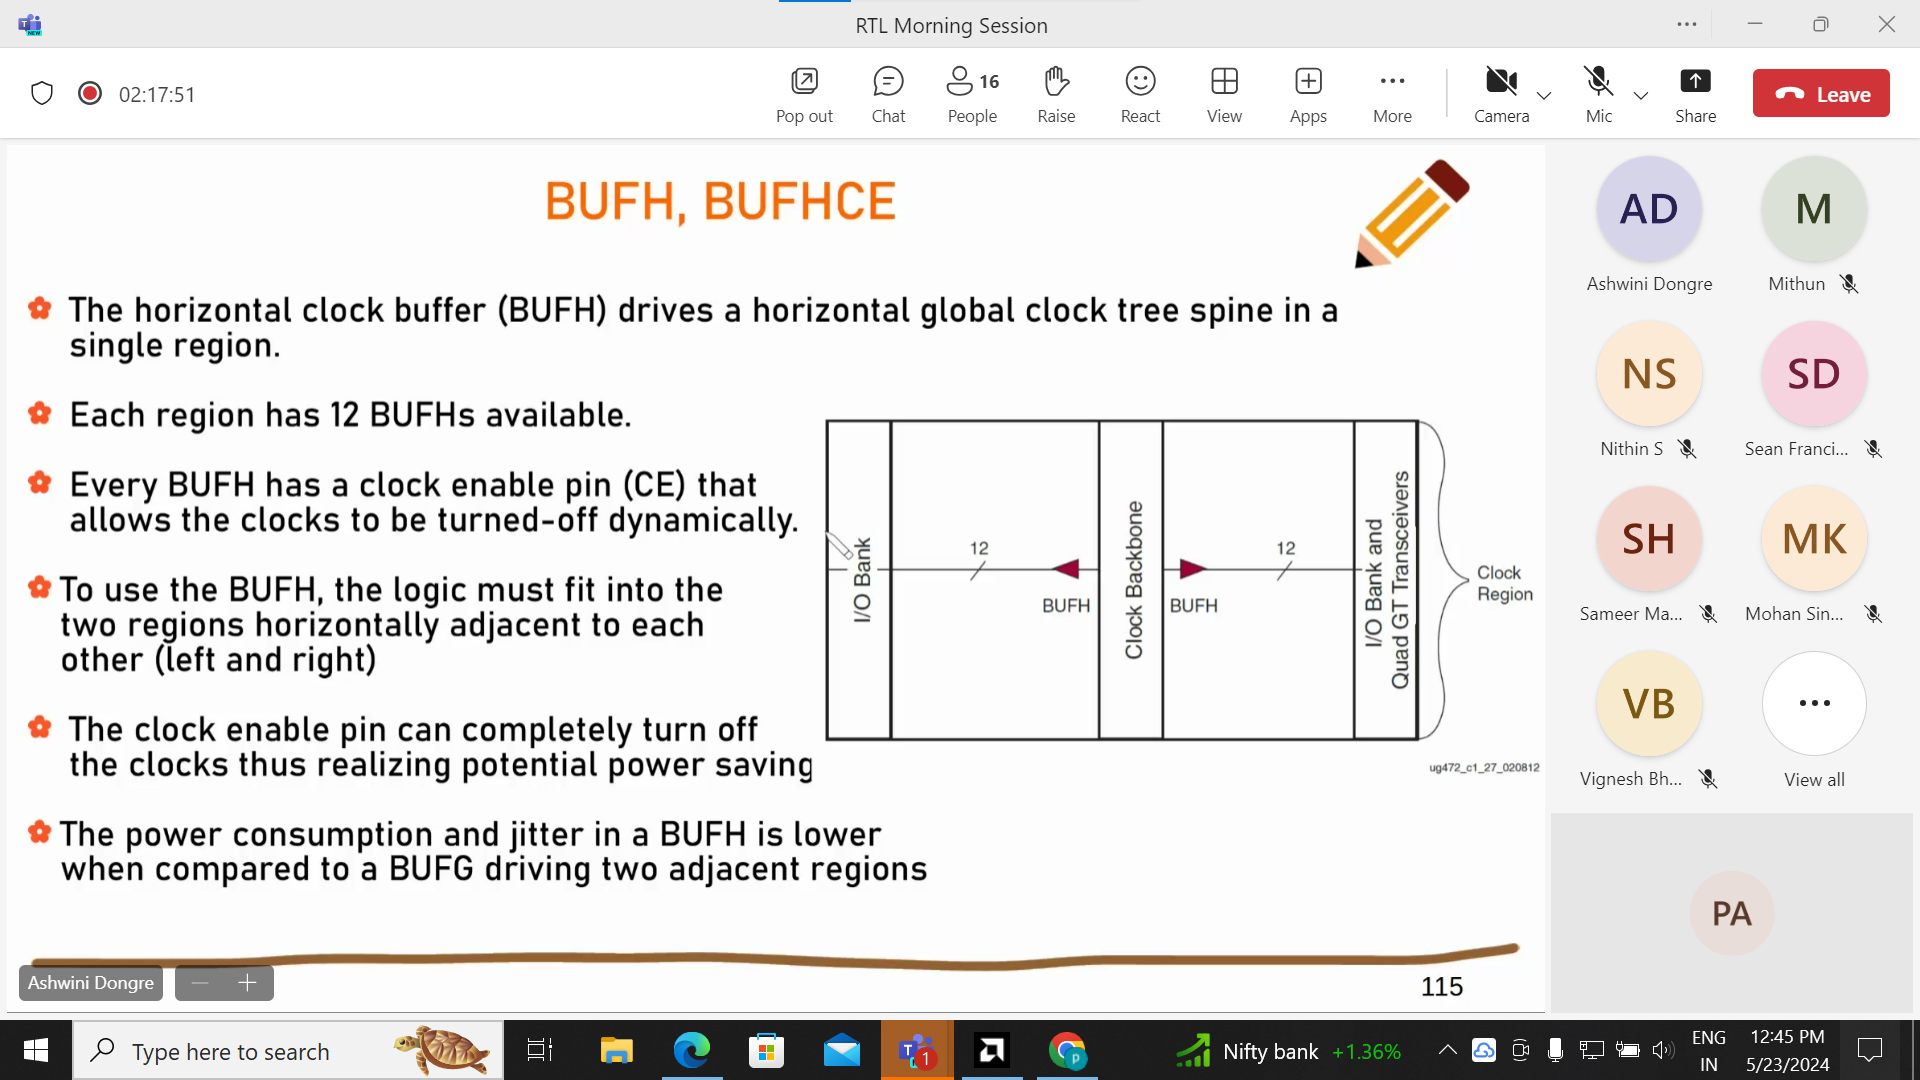 RTL Morning Session
NEW
02:17:51
Pop out
Chat
16
People
Raise
React
View
Apps
More
Camera
Mic
Share
Leave
BUFH, BUFHCE
The horizontal clock buffer (BUFH) drives a horizontal global clock tree spine in a
single region.
Each region has 12 BUFHs available.
Every BUFH has a clock enable pin (CE) that
allows the clocks to be turned-off dynamically.
To use the BUFH, the logic must fit into the
two regions horizontally adjacent to each
other (left and right)
The clock enable pin can completely turn off
the clocks thus realizing potential power saving
The power consumption and jitter in a BUFH is lower
when compared to a BUFG driving two adjacent regions
I/O Bank
12
BUFH
Clock Backbone
BUFH
12
I/O Bank and
Quad GT Transceivers
Clock
Region
ug472_c1_27_020812
115
Ashwini Dongre
AD
Ashwini Dongre
M
Mithun
NS
Nithin S
SD
Sean Franci...
SH
Sameer Ma...
MK
Mohan Sin...
VB
Vignesh Bh...
View all
PA
Type here to search
1
p
Nifty bank +1.36%
ENG
IN
12:45 PM
5/23/2024